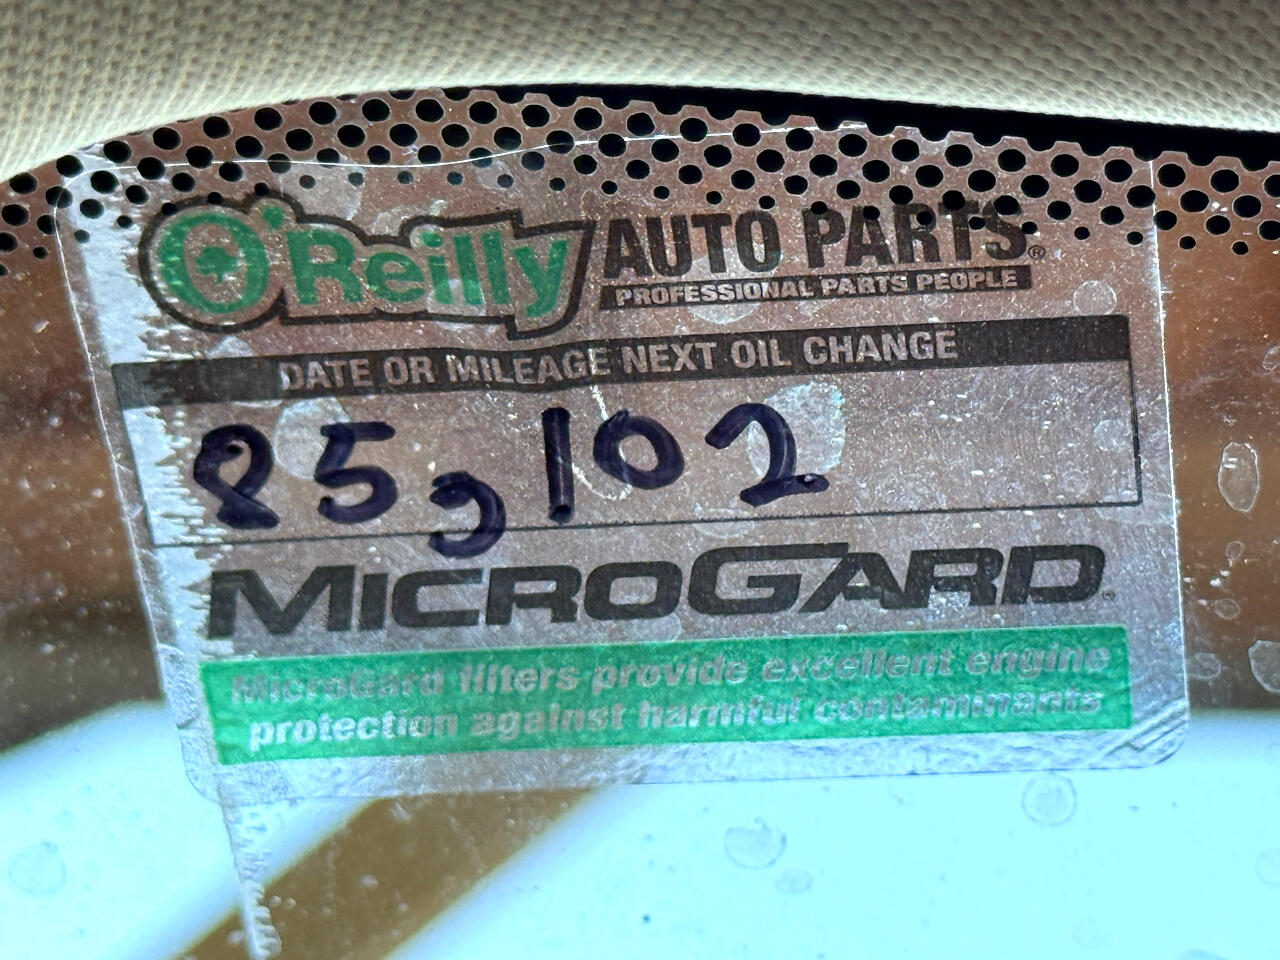 O'Reilly AUTO PARTS®
PROFESSIONAL PARTS PEOPLE
DATE OR MILEAGE NEXT OIL CHANGE
85,102
MICROGARD®
MicroGard filters provide excellent engine
protection against harmful contaminants